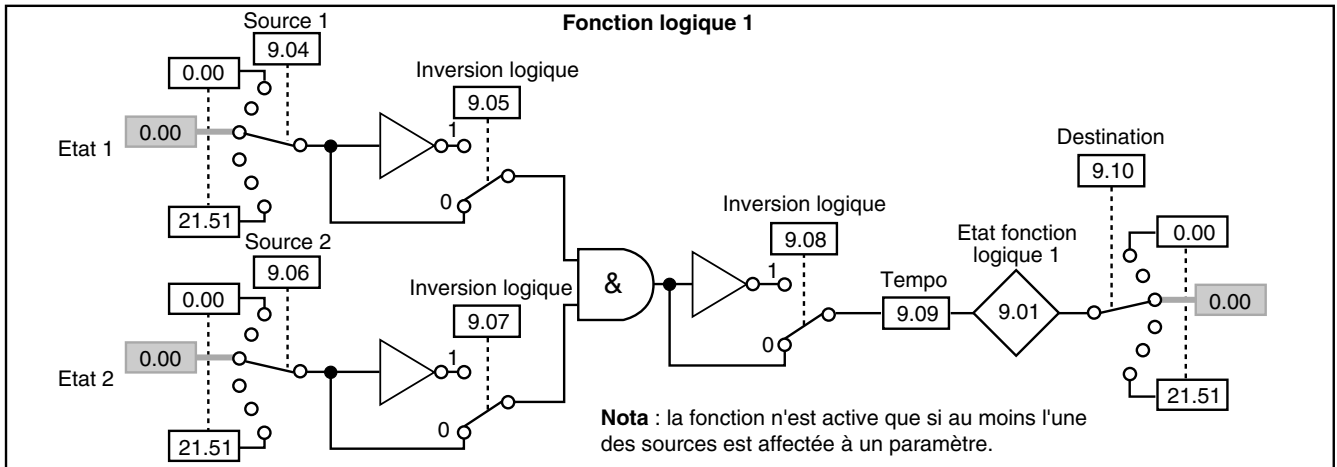 Fonction logique 1
Source 1
9.04
0.00
Inversion logique
9.05
0.00
Etat 1
1
0
21.51
Source 2
9.06
0.00
Inversion logique
9.07
0.00
Etat 2
1
0
21.51
&
Inversion logique
9.08
1
0
Tempo
9.09
Etat fonction
logique 1
9.01
Destination
9.10
0.00
0.00
21.51
Nota : la fonction n'est active que si au moins l'une
des sources est affectée à un paramètre.